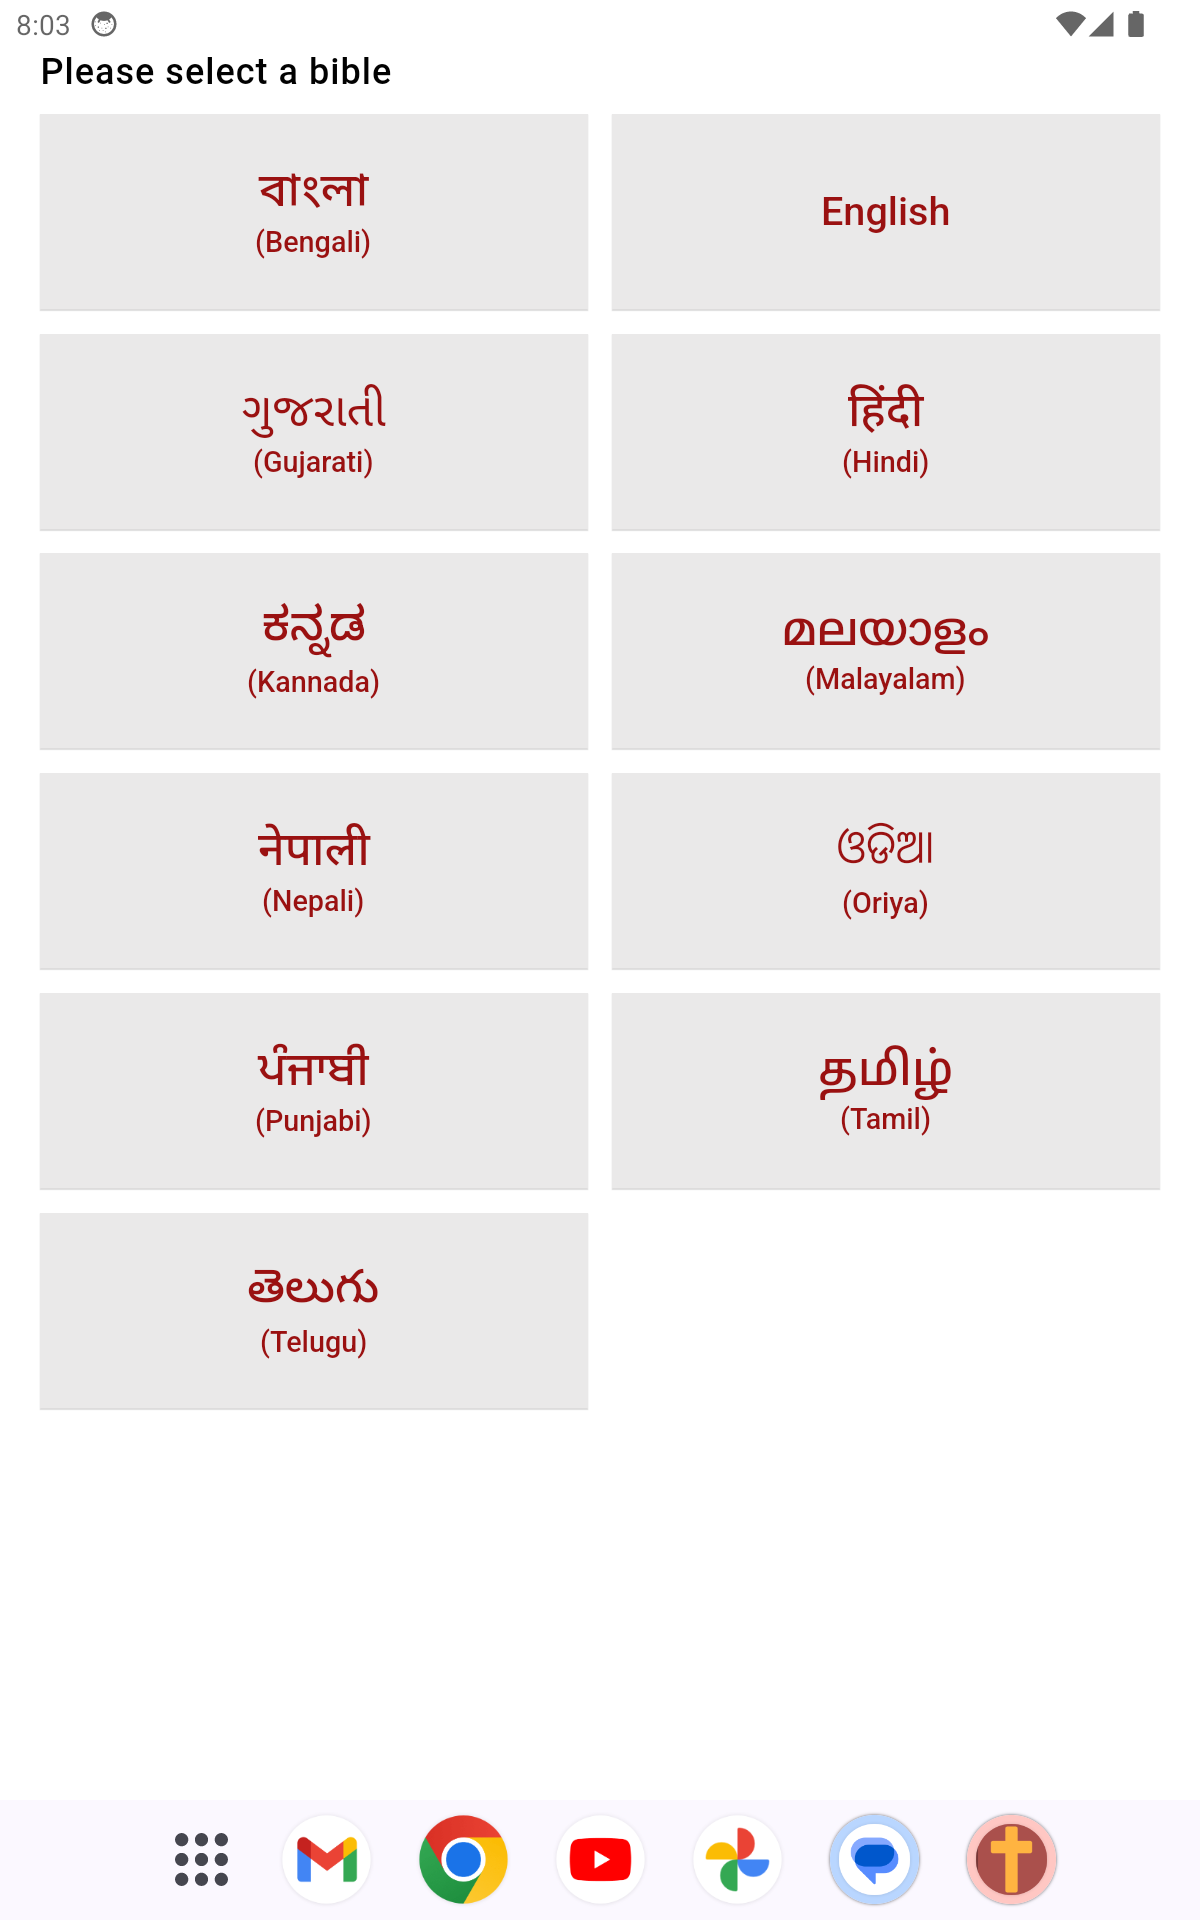 8:03
Please select a bible
বাংলা
(Bengali)
English
ગુજરાતી
(Gujarati)
हिंदी
(Hindi)
ಕನ್ನಡ
(Kannada)
മലയാളം
(Malayalam)
नेपाली
(Nepali)
ଓଡିଆ
(Oriya)
ਪੰਜਾਬੀ
(Punjabi)
தமிழ்
(Tamil)
తెలుగు
(Telugu)